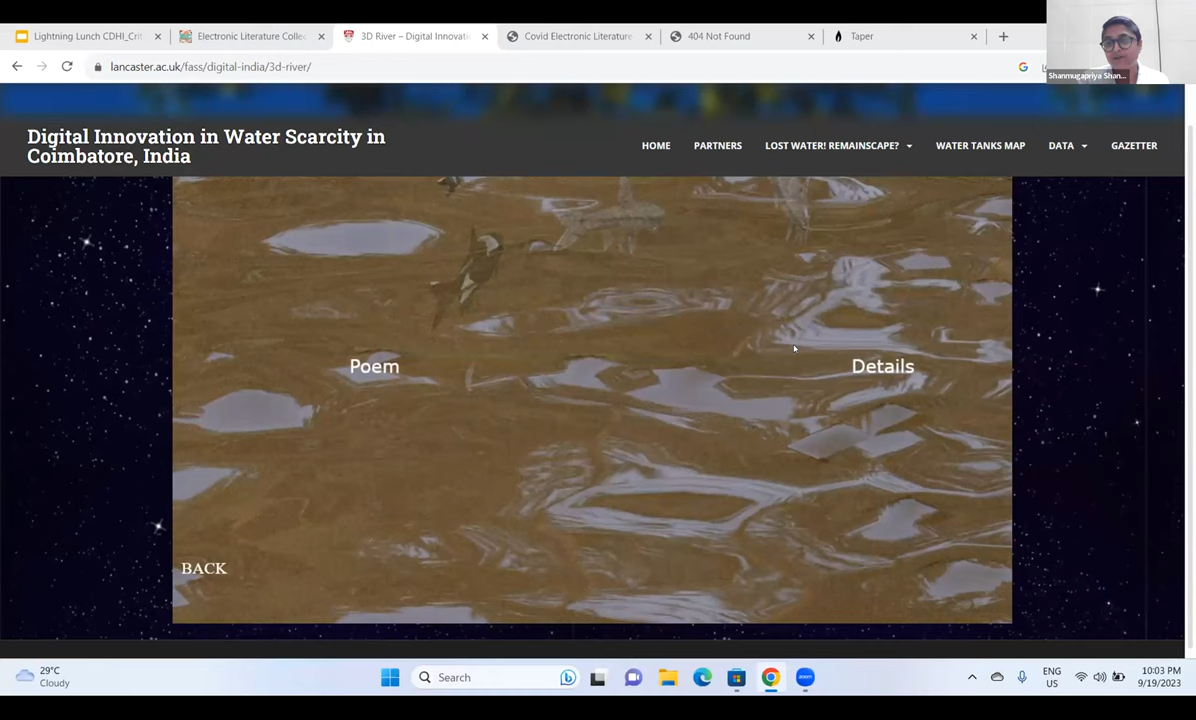 Lightning Lunch CDHI_Crit
Electronic Literature Collec
3D River – Digital Innovati
Covid Electronic Literature
404 Not Found
Taper
lancaster.ac.uk/fass/digital-india/3d-river/
Shanmugapriya Shan...
Digital Innovation in Water Scarcity in
Coimbatore, India
HOME
PARTNERS
LOST WATER! REMAINSCAPE?
WATER TANKS MAP
DATA
GAZETTER
Poem
Details
BACK
29°C
Cloudy
Search
zoom
ENG
US
10:03 PM
9/19/2023